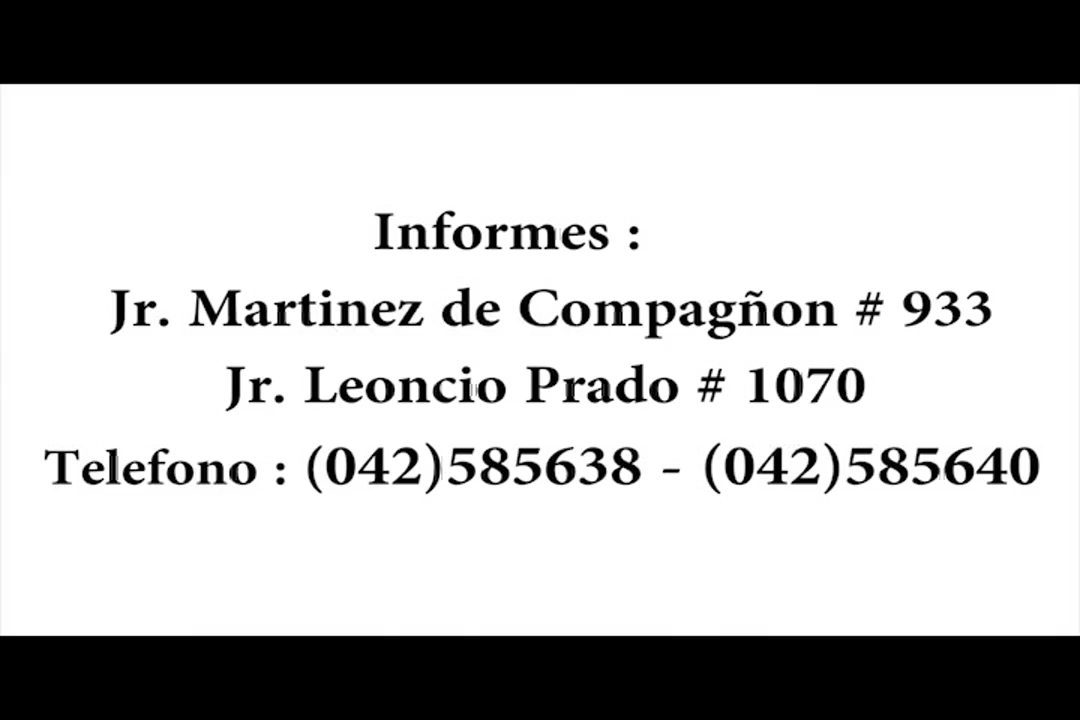 Informes :
Jr. Martinez de Compagñon # 933
Jr. Leoncio Prado # 1070
Telefono : (042)585638 - (042)585640